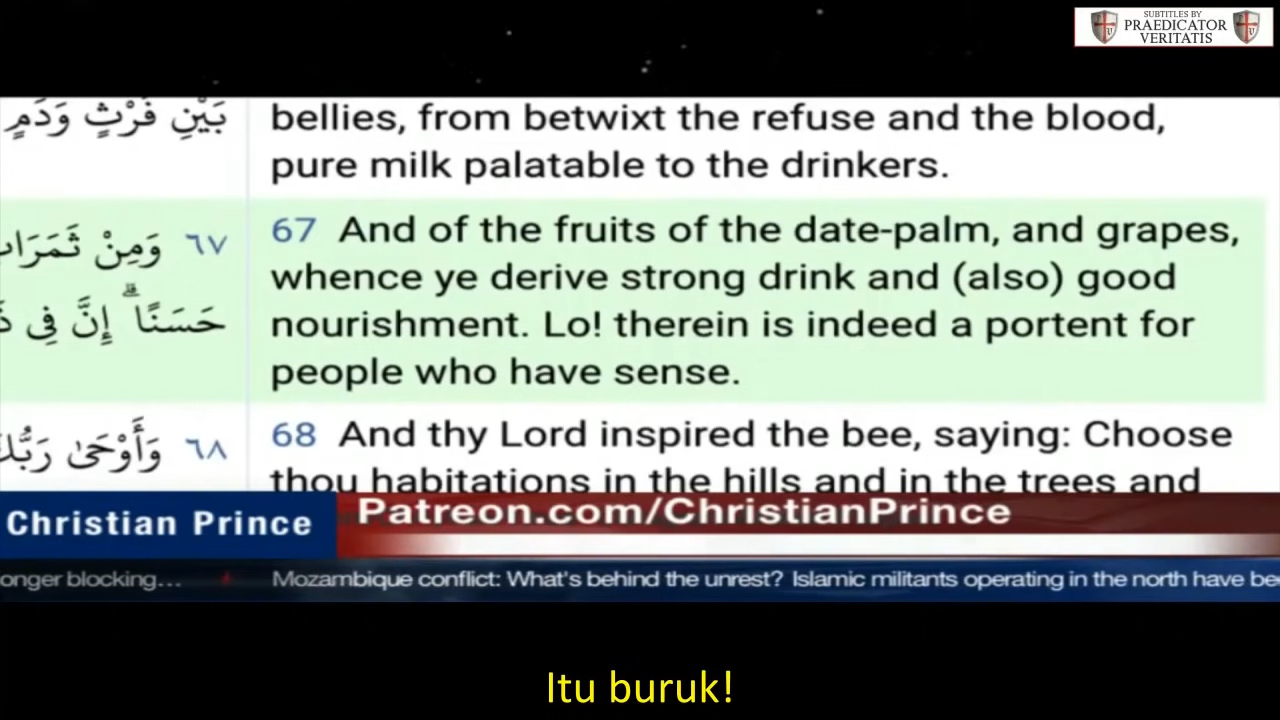 SUBTITLES BY
PRAEDICATOR
VERITATIS
bellies, from betwixt the refuse and the blood,
pure milk palatable to the drinkers.
بَيْنِ فَرْثٍ وَدَمٍ
67 And of the fruits of the date-palm, and grapes,
whence ye derive strong drink and (also) good
nourishment. Lo! therein is indeed a portent for
people who have sense.
٦٧ وَمِنْ
حَسَنًا ۗ إِنَّ فِى
68 And thy Lord inspired the bee, saying: Choose
thou habitations in the hills and in the trees and
٦٨ وَأَوْحَىٰ
Christian Prince
Patreon.com/ChristianPrince
onger blocking... Mozambique conflict: What's behind the unrest? Islamic militants operating in the north have be
Itu buruk!